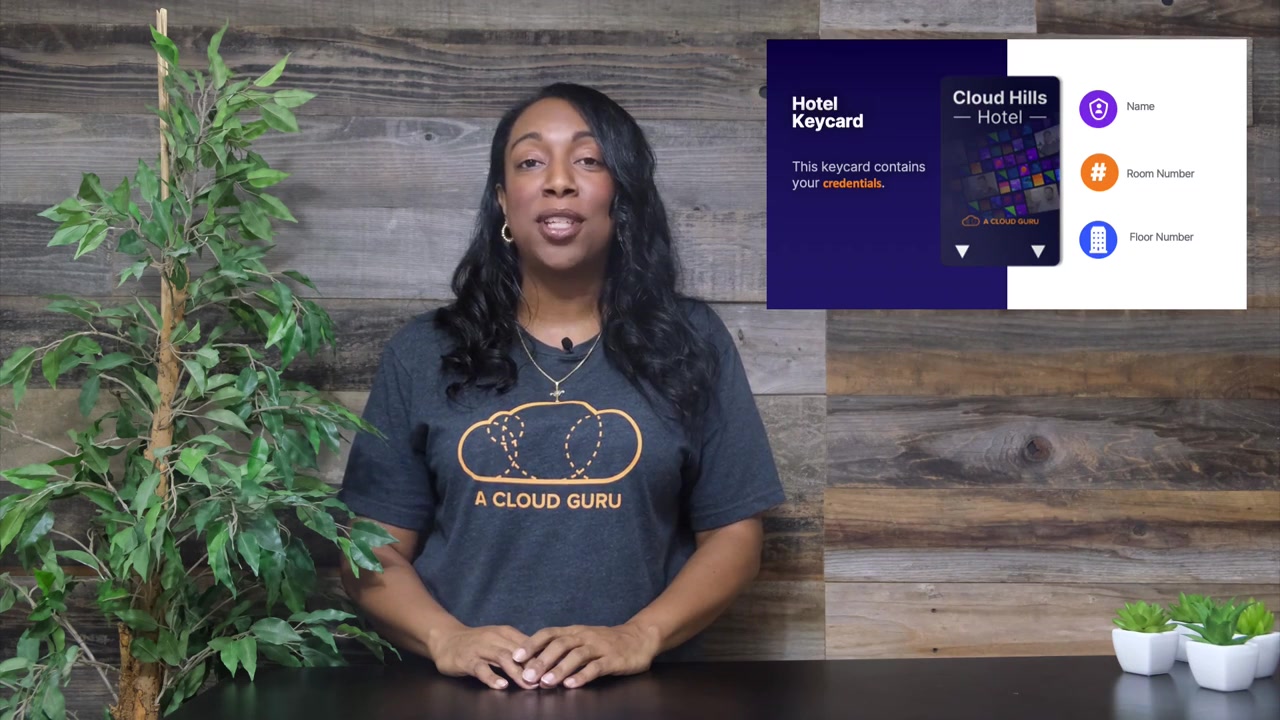 Hotel
Keycard
This keycard contains
your credentials.
Cloud Hills
— Hotel —
A CLOUD GURU
Name
#
Room Number
Floor Number
A CLOUD GURU